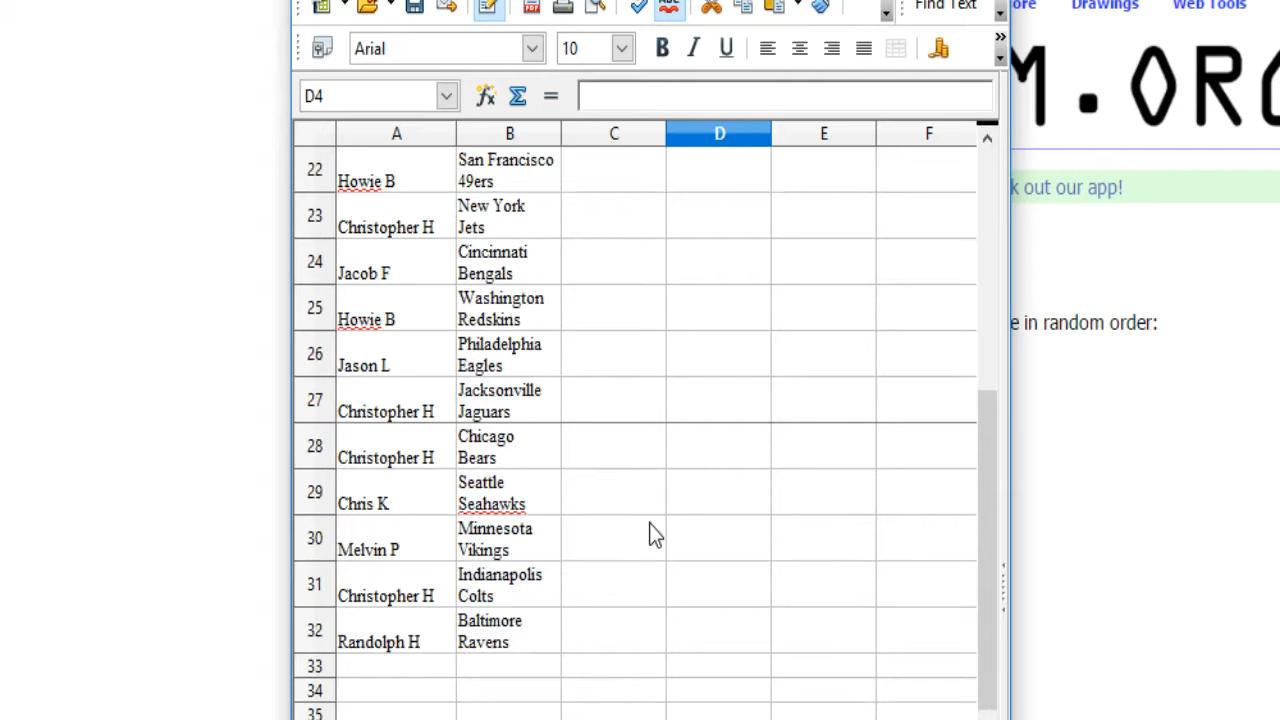 Find Text
ore Drawings Web Tools
Arial 10 B I U
M.ORG
D4
A B C D E F
k out our app!
22 Howie B San Francisco
49ers
23 Christopher H New York
Jets
24 Jacob F Cincinnati
Bengals
25 Howie B Washington
Redskins
e in random order:
26 Jason L Philadelphia
Eagles
27 Christopher H Jacksonville
Jaguars
28 Christopher H Chicago
Bears
29 Chris K Seattle
Seahawks
30 Melvin P Minnesota
Vikings
31 Christopher H Indianapolis
Colts
32 Randolph H Baltimore
Ravens
33
34
35